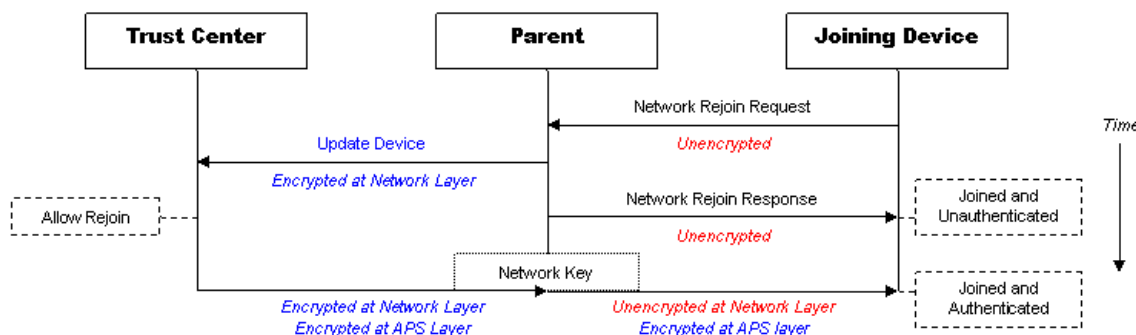 Trust Center
Parent
Joining Device
Network Rejoin Request
Unencrypted
Time
Update Device
Encrypted at Network Layer
Allow Rejoin
Network Rejoin Response
Unencrypted
Joined and
Unauthenticated
Network Key
Encrypted at Network Layer
Encrypted at APS Layer
Unencrypted at Network Layer
Encrypted at APS layer
Joined and
Authenticated